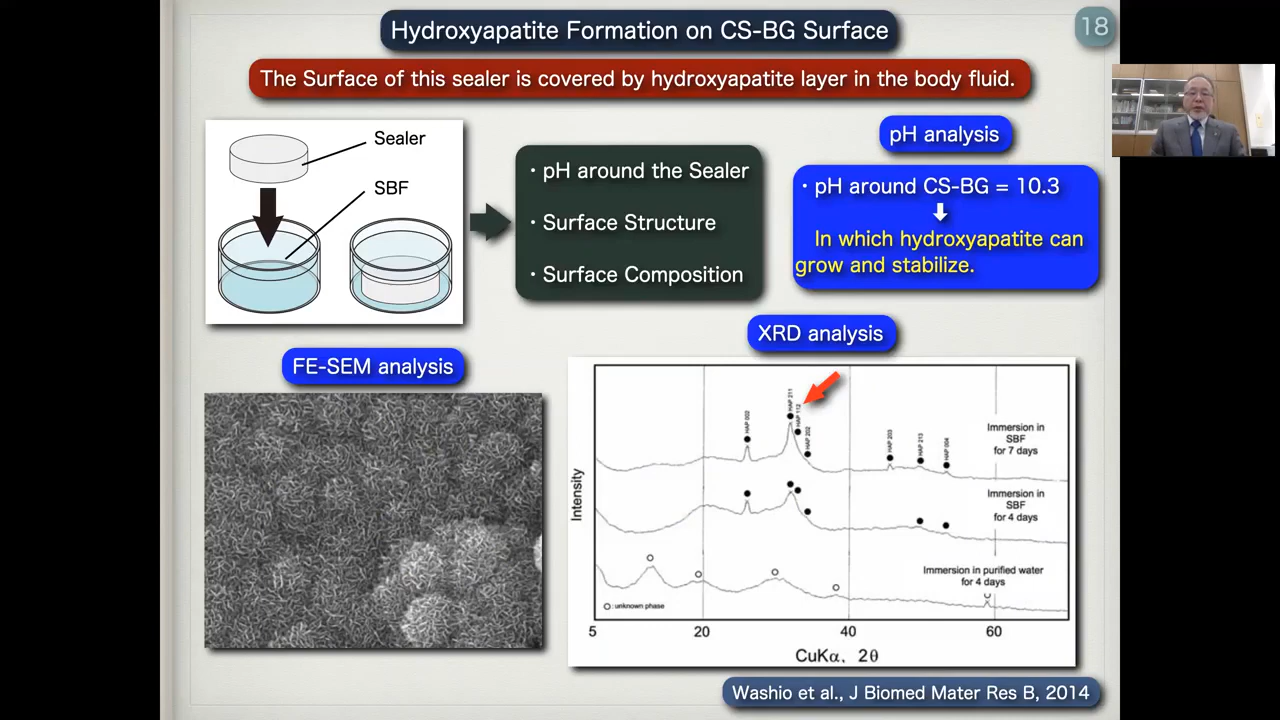 Hydroxyapatite Formation on CS-BG Surface
18
The Surface of this sealer is covered by hydroxyapatite layer in the body fluid.
Sealer
SBF
・pH around the Sealer
・Surface Structure
・Surface Composition
pH analysis
・pH around CS-BG = 10.3
In which hydroxyapatite can
grow and stabilize.
FE-SEM analysis
XRD analysis
HAP 002
HAP 211
HAP 112
HAP 202
HAP 203
HAP 213
HAP 004
Immersion in
SBF
for 7 days
Immersion in
SBF
for 4 days
Immersion in purified water
for 4 days
○: unknown phase
Intensity
5
20
40
60
CuKα, 2θ
Washio et al., J Biomed Mater Res B, 2014